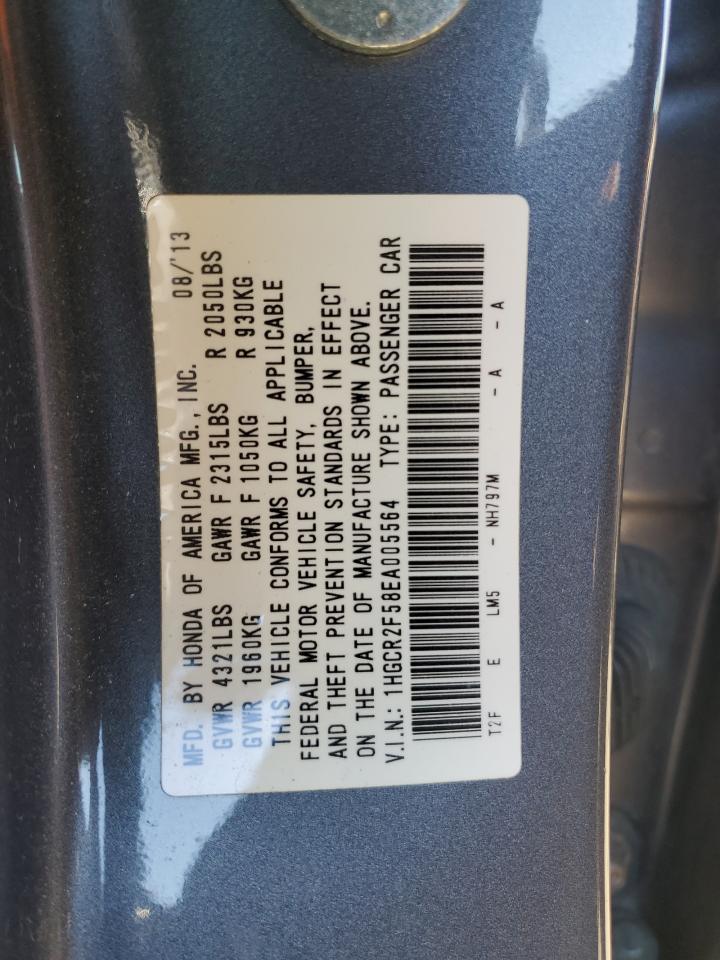 MFD. BY HONDA OF AMERICA MFG., INC. 08/'13
GVWR 4321LBS GAWR F 2315LBS R 2050LBS
GVWR 1960KG GAWR F 1050KG R 930KG
THIS VEHICLE CONFORMS TO ALL APPLICABLE
FEDERAL MOTOR VEHICLE SAFETY, BUMPER,
AND THEFT PREVENTION STANDARDS IN EFFECT
ON THE DATE OF MANUFACTURE SHOWN ABOVE.
V.I.N.: 1HGCR2F58EA005564 TYPE: PASSENGER CAR
T2F E LM5 - NH797M - A - A